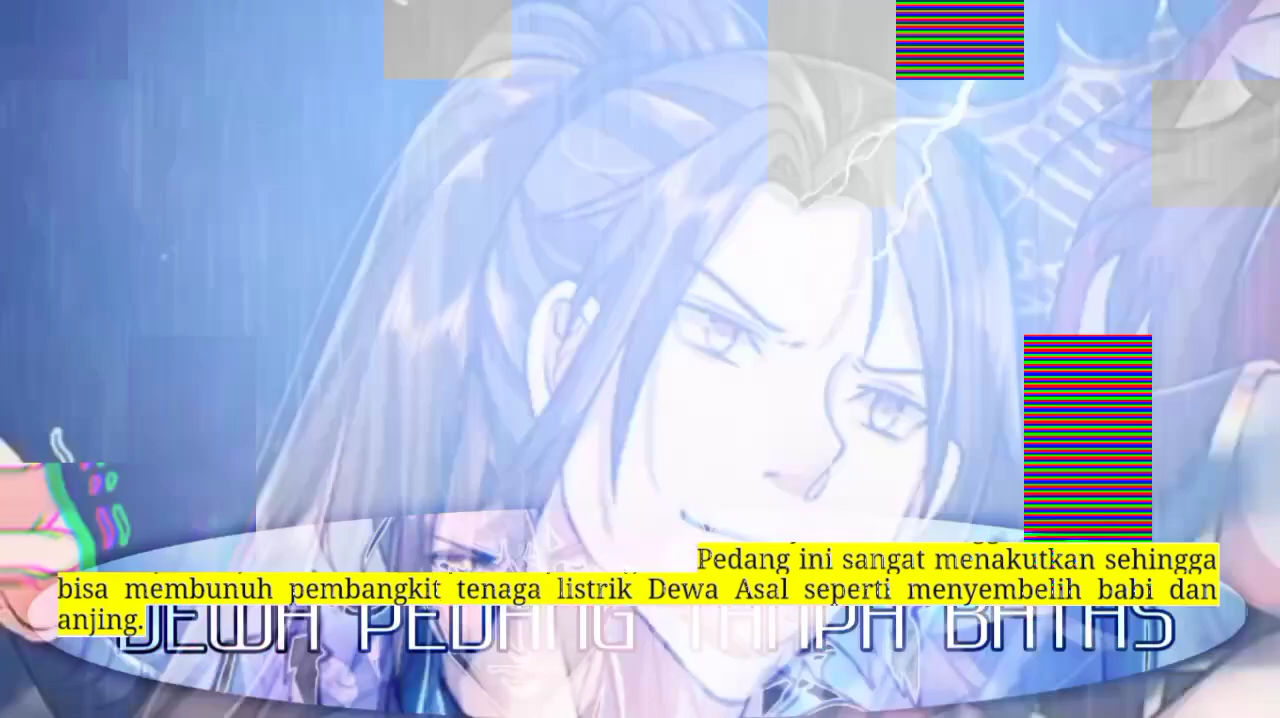 Pedang ini sangat menakutkan sehingga
bisa membunuh pembangkit tenaga listrik Dewa Asal seperti menyembelih babi dan
anjing.
DEWA PEDANG TANPA BATAS